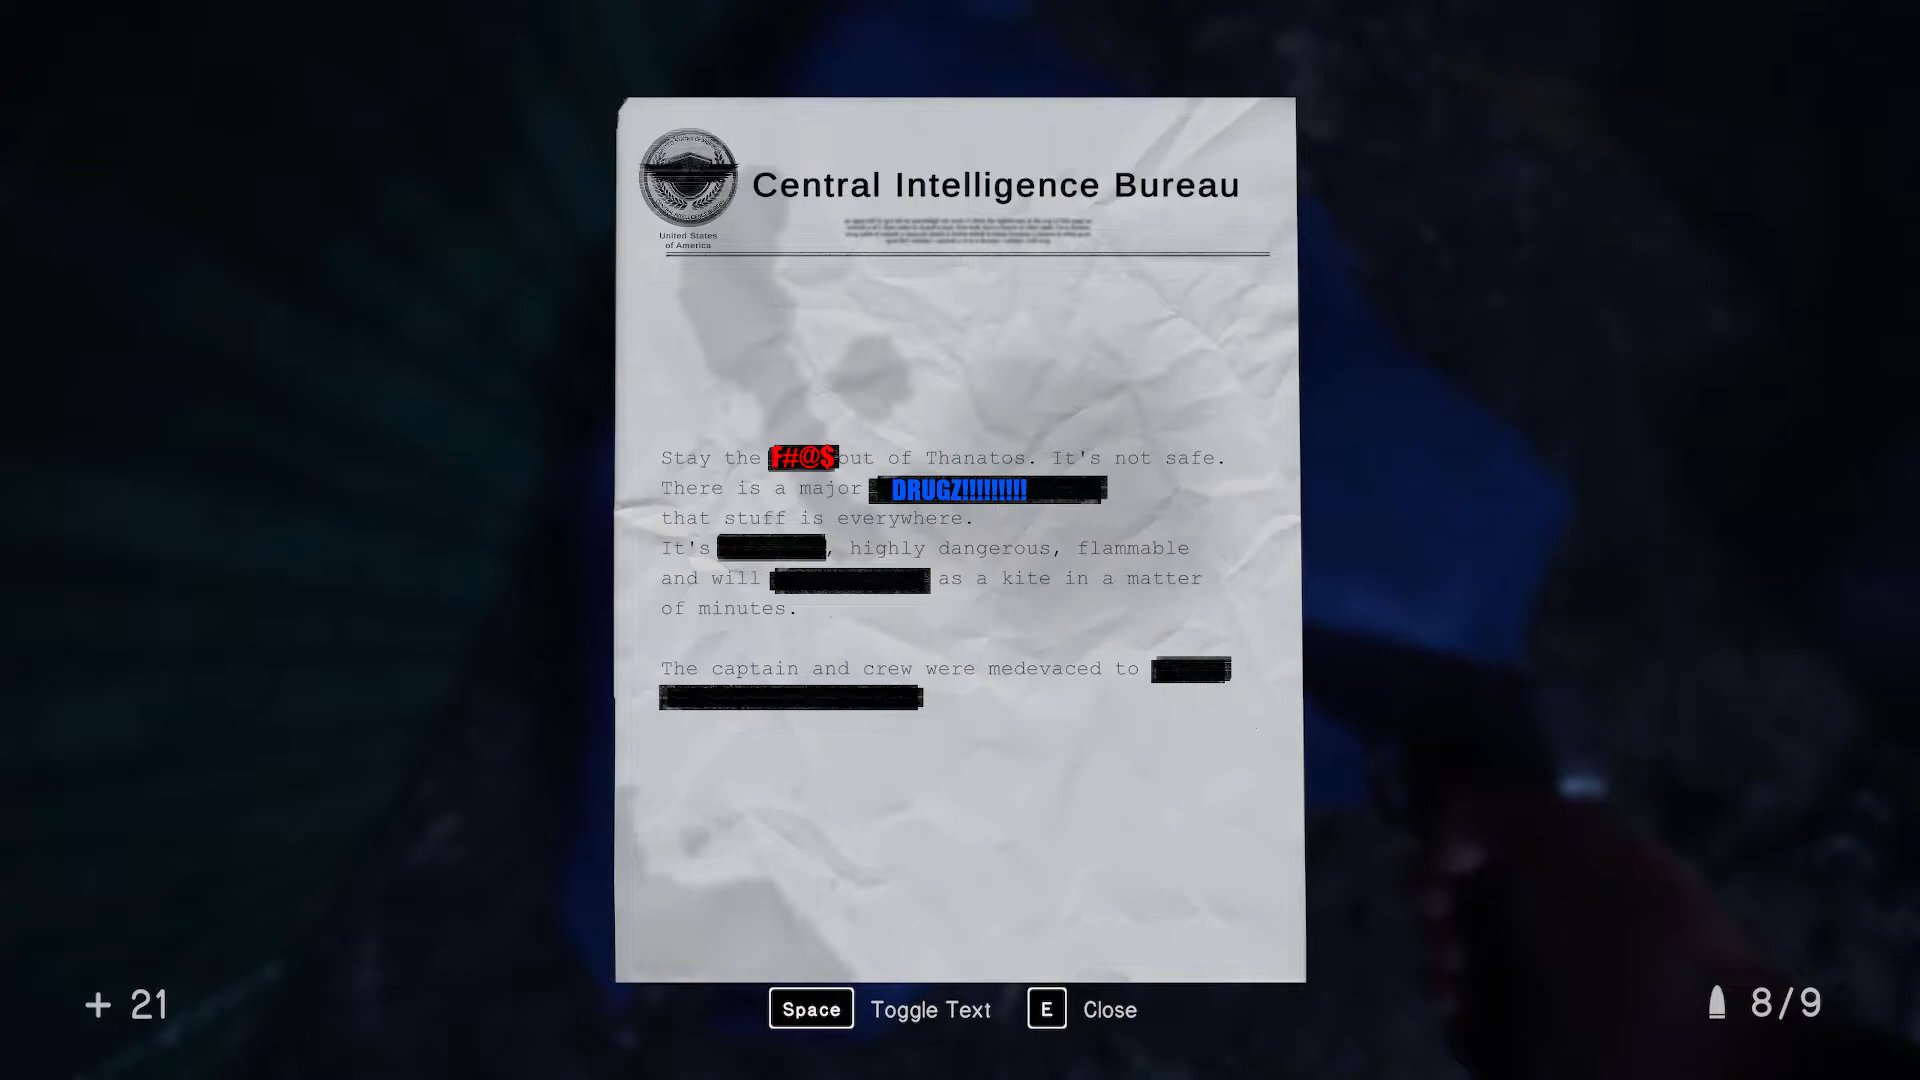 Central Intelligence Bureau
United States
of America
Stay the F#@$ out of Thanatos. It's not safe.
There is a major DRUGZ!!!!!!!!!
that stuff is everywhere.
It's , highly dangerous, flammable
and will as a kite in a matter
of minutes.
The captain and crew were medevaced to
+ 21
Space Toggle Text E Close
8/9